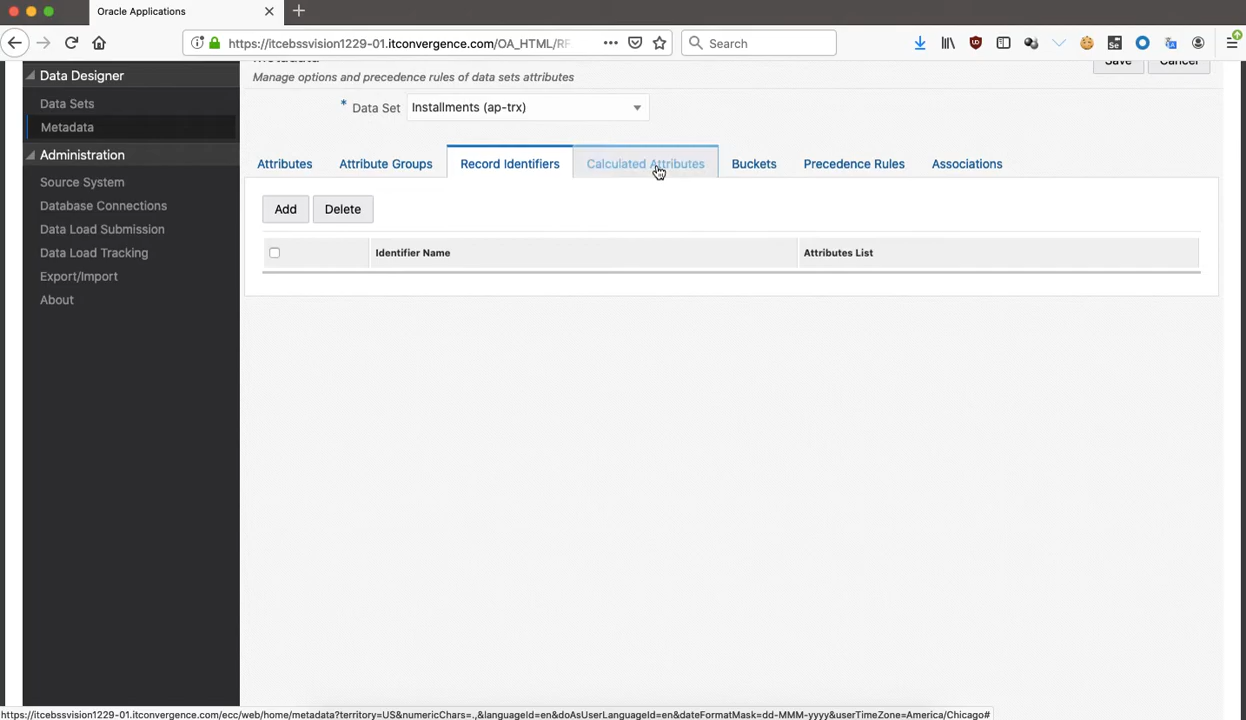 Oracle Applications
https://itcebssvision1229-01.itconvergence.com/OA_HTML/RF
Search
Data Designer
Data Sets
Metadata
Administration
Source System
Database Connections
Data Load Submission
Data Load Tracking
Export/Import
About
Metadata
Save
Cancel
Manage options and precedence rules of data sets attributes
* Data Set Installments (ap-trx)
Attributes Attribute Groups Record Identifiers Calculated Attributes Buckets Precedence Rules Associations
Add Delete
Identifier Name Attributes List
https://itcebssvision1229-01.itconvergence.com/ecc/web/home/metadata?territory=US&numericChars=.,&languageId=en&doAsUserLanguageId=en&dateFormatMask=dd-MMM-yyyy&userTimeZone=America/Chicago#